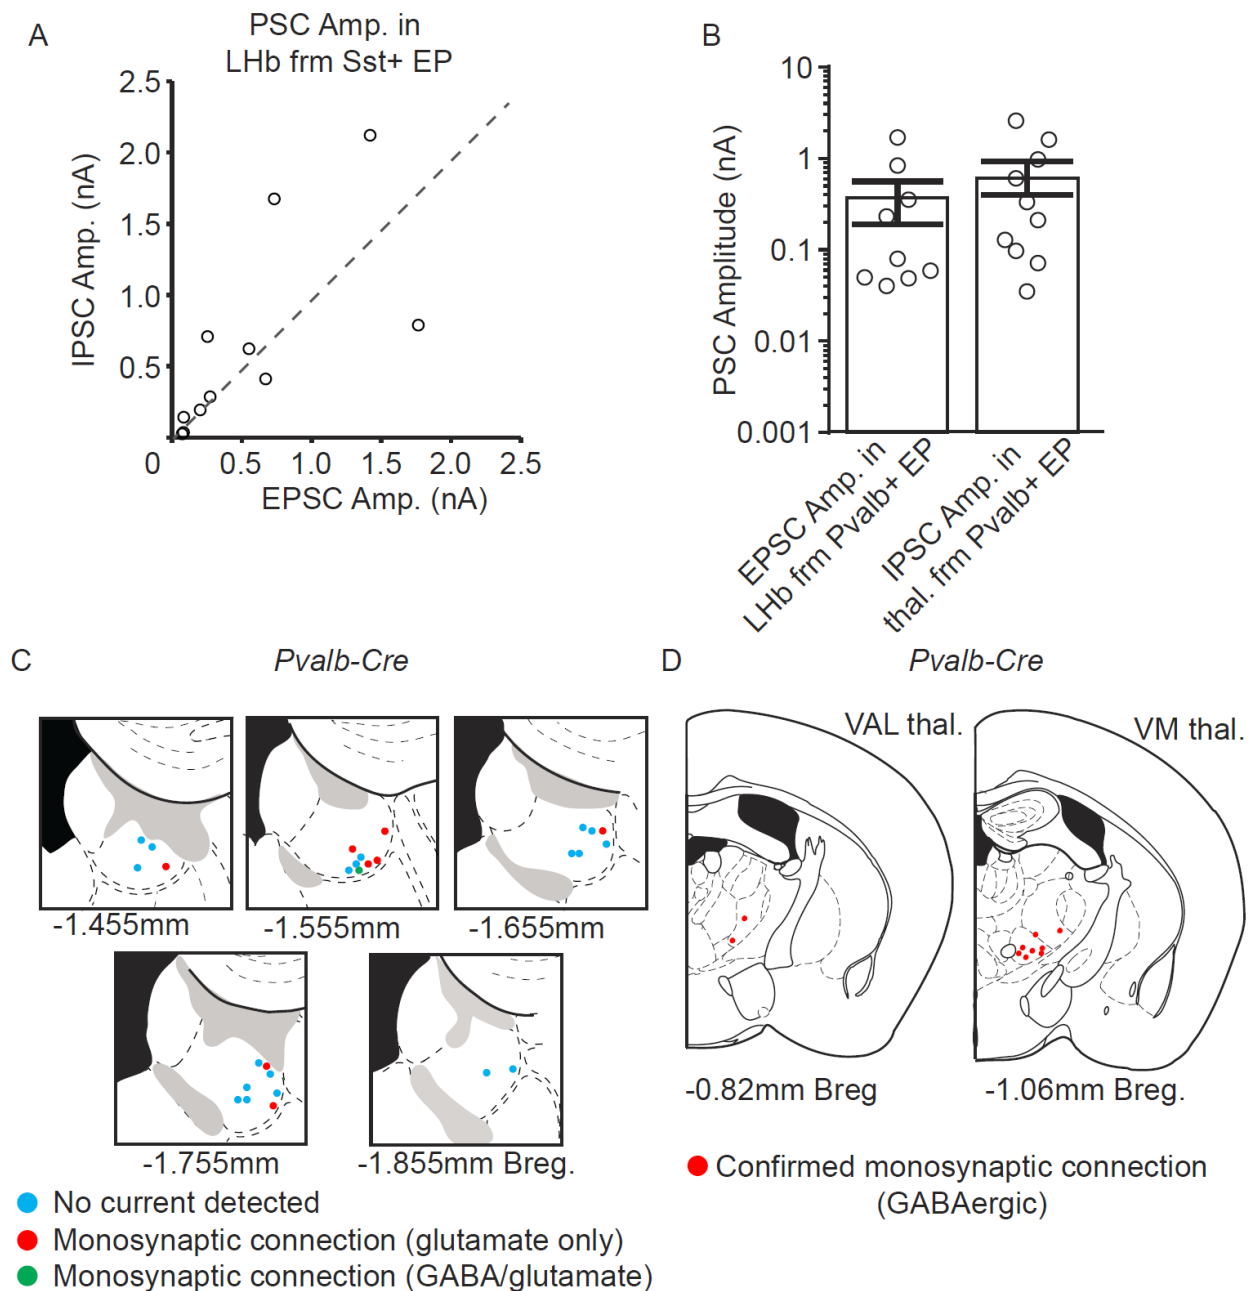 A
PSC Amp. in
LHb frm Sst+ EP
2.5
2.0
1.5
1.0
0.5
0 0.5 1.0 1.5 2.0 2.5
IPSC Amp. (nA)
EPSC Amp. (nA)
B
10
1
0.1
0.01
0.001
PSC Amplitude (nA)
EPSC Amp. in
LHb frm Pvalb+ EP
IPSC Amp. in
thal. frm Pvalb+ EP
C
Pvalb-Cre
-1.455mm
-1.555mm
-1.655mm
-1.755mm
-1.855mm Breg.
No current detected
Monosynaptic connection (glutamate only)
Monosynaptic connection (GABA/glutamate)
D
Pvalb-Cre
VAL thal.
VM thal.
-0.82mm Breg
-1.06mm Breg.
Confirmed monosynaptic connection
(GABAergic)